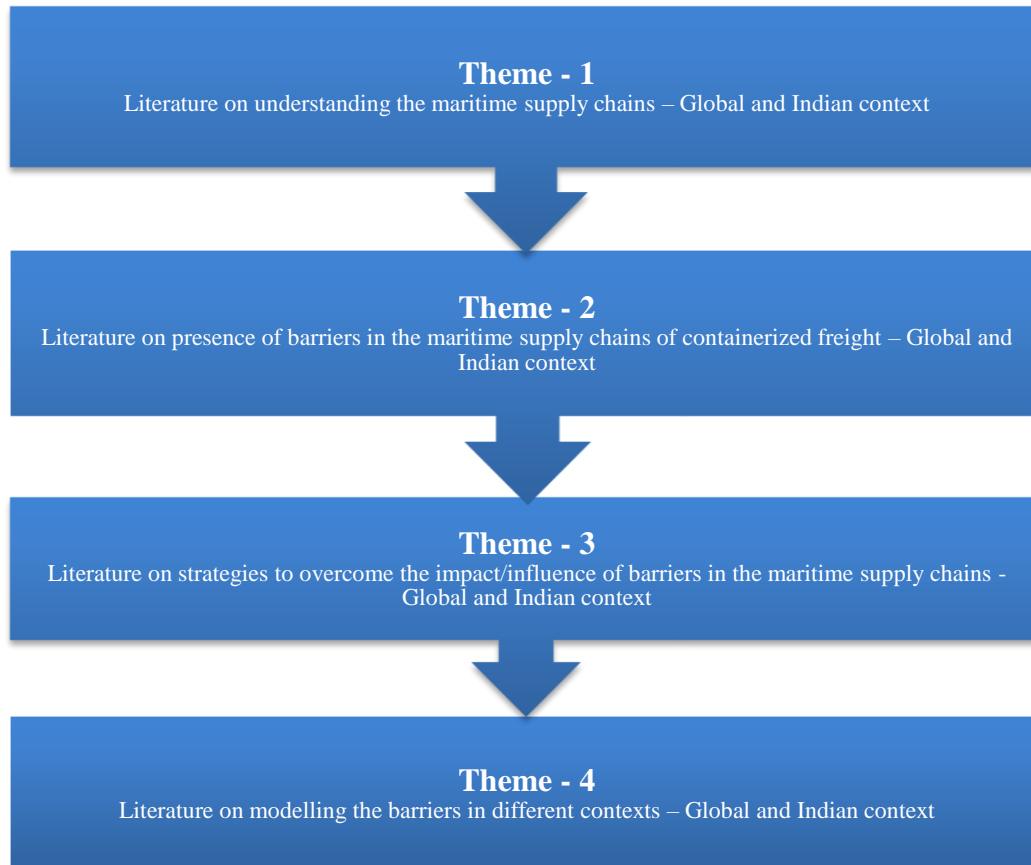 Theme - 1
Literature on understanding the maritime supply chains – Global and Indian context
Theme - 2
Literature on presence of barriers in the maritime supply chains of containerized freight – Global and
Indian context
Theme - 3
Literature on strategies to overcome the impact/influence of barriers in the maritime supply chains -
Global and Indian context
Theme - 4
Literature on modelling the barriers in different contexts – Global and Indian context